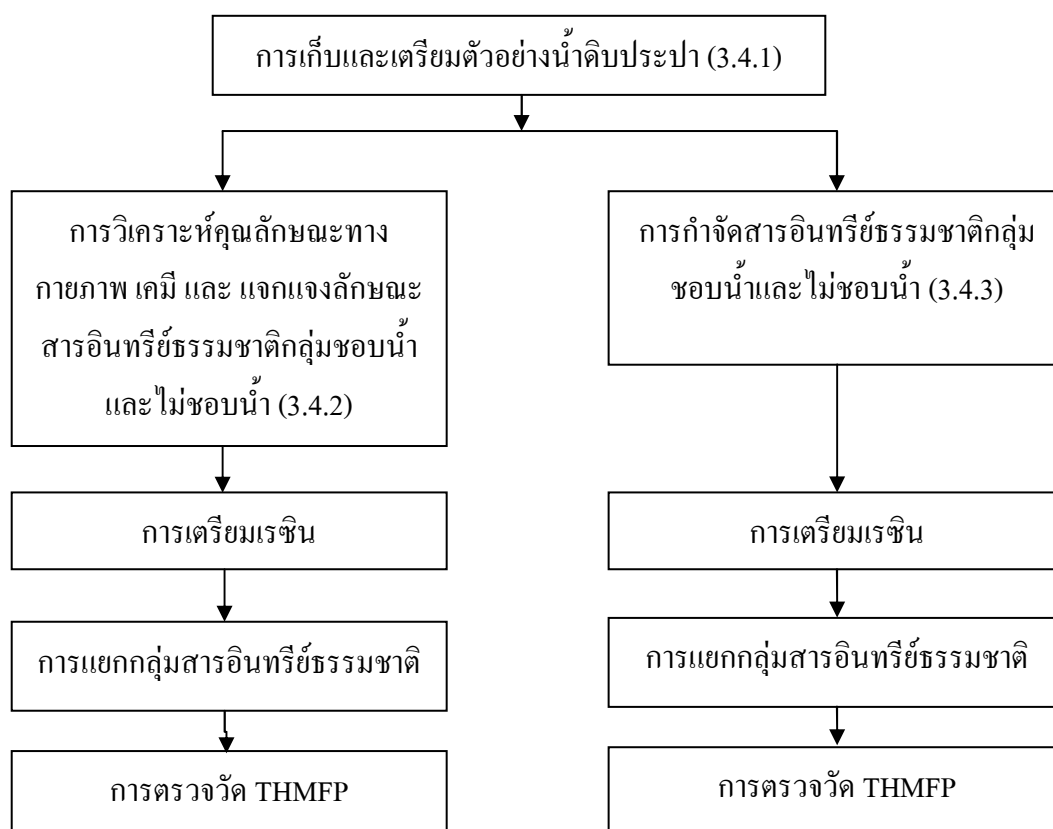 การเก็บและเตรียมตัวอย่างน้ำดิบประปา (3.4.1)
การวิเคราะห์คุณลักษณะทาง
กายภาพ เคมี และ แจกแจงลักษณะ
สารอินทรีย์ธรรมชาติกลุ่มชอบน้ำ
และไม่ชอบน้ำ (3.4.2)
การเตรียมเรซิน
การแยกกลุ่มสารอินทรีย์ธรรมชาติ
การตรวจวัด THMFP
การกำจัดสารอินทรีย์ธรรมชาติกลุ่ม
ชอบน้ำและไม่ชอบน้ำ (3.4.3)
การเตรียมเรซิน
การแยกกลุ่มสารอินทรีย์ธรรมชาติ
การตรวจวัด THMFP